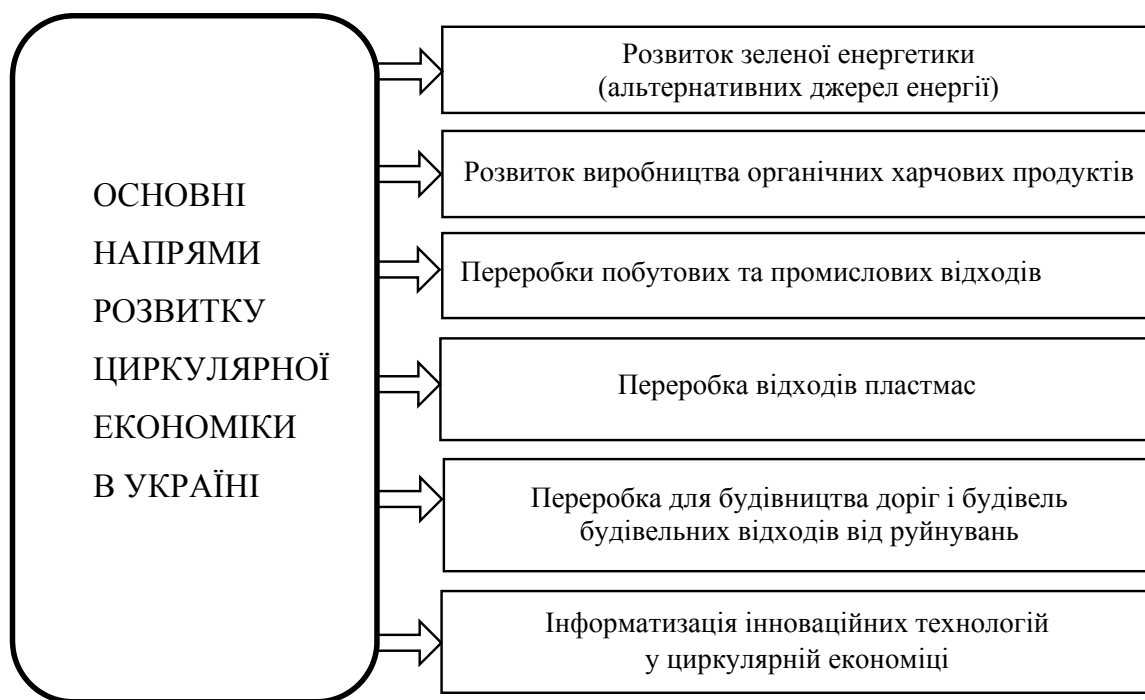 ОСНОВНІ
НАПРЯМИ
РОЗВИТКУ
ЦИРКУЛЯРНОЇ
ЕКОНОМІКИ
В УКРАЇНІ
Розвиток зеленої енергетики
(альтернативних джерел енергії)
Розвиток виробництва органічних харчових продуктів
Переробки побутових та промислових відходів
Переробка відходів пластмас
Переробка для будівництва доріг і будівель
будівельних відходів від руйнувань
Інформатизація інноваційних технологій
у циркулярній економіці